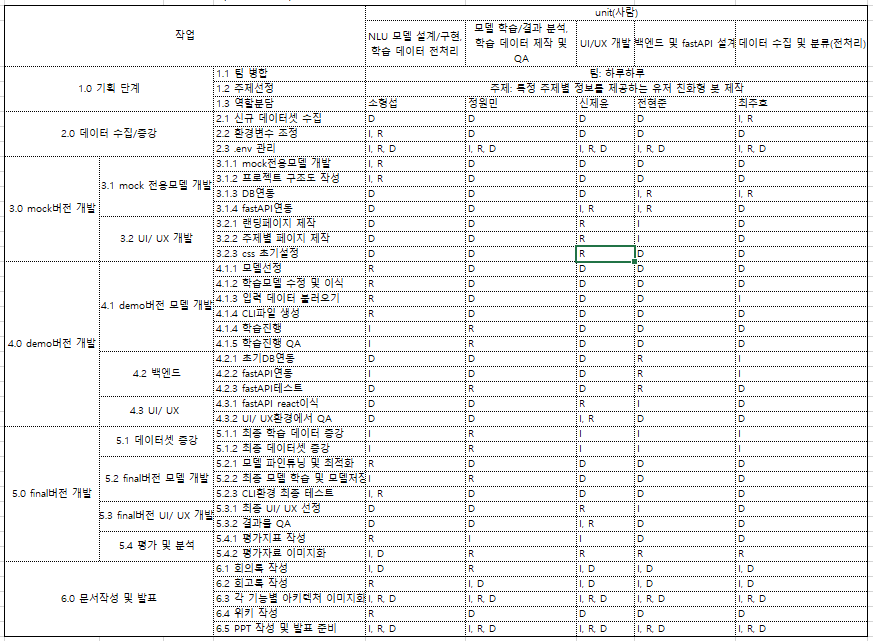 작업
unit(사람)
NLU 모델 설계/구현, 학습 데이터 전처리
모델 학습/결과 분석, 학습 데이터 제작 및 QA
UI/UX 개발
백엔드 및 fastAPI 설계
데이터 수집 및 분류(전처리)
1.0 기획 단계
1.1 팀 병합 팀: 하루하루
1.2 주제선정 주제: 특정 주제별 정보를 제공하는 유저 친화형 봇 제작
1.3 역할분담 소형섭 정원민 신제윤 전현준 최주호
2.0 데이터 수집/증강
2.1 신규 데이터셋 수집 D D D D I, R
2.2 환경변수 조정 I, R D D D D
2.3 .env 관리 I, R, D I, R, D I, R, D I, R, D I, R, D
3.0 mock버전 개발
3.1 mock 전용모델 개발
3.1.1 mock전용모델 개발 I, R D D D D
3.1.2 프로젝트 구조도 작성 I, R D D D D
3.1.3 DB연동 D D D I, R I, R
3.1.4 fastAPI연동 D D I, R I, R D
3.2 UI/ UX 개발
3.2.1 랜딩페이지 제작 D D R I D
3.2.2 주제별 페이지 제작 D D R I D
3.2.3 css 초기설정 D D R D D
4.0 demo버전 개발
4.1 demo버전 모델 개발
4.1.1 모델선정 R D D D D
4.1.2 학습모델 수정 및 이식 R D D D D
4.1.3 입력 데이터 불러오기 R D D D I
4.1.4 CLI파일 생성 R D D D D
4.1.4 학습진행 I R D D D
4.1.5 학습진행 QA I R D D D
4.2 백엔드
4.2.1 초기DB연동 D D D R I
4.2.2 fastAPI연동 I D D R I
4.2.3 fastAPI테스트 D R D R D
4.3 UI/ UX
4.3.1 fastAPI react이식 D D R I D
4.3.2 UI/ UX환경에서 QA D D I, R D D
5.0 final버전 개발
5.1 데이터셋 증강
5.1.1 최종 학습 데이터 증강 I R I I I
5.1.2 최종 데이터셋 증강 I R I I I
5.2 final버전 모델 개발
5.2.1 모델 파인튜닝 및 최적화 R D D D D
5.2.2 최종 모델 학습 및 모델저장 I R D D D
5.2.3 CLI환경 최종 테스트 I, R D D D D
5.3 final버전 UI/ UX 개발
5.3.1 최종 UI/ UX 선정 D D R I D
5.3.2 결과물 QA D D I, R D D
5.4 평가 및 분석
5.4.1 평가지표 작성 R I I D D
5.4.2 평가자료 이미지화 I, D R R R R
6.0 문서작성 및 발표
6.1 회의록 작성 I, D R I, D I, D I, D
6.2 회고록 작성 R I, D I, D I, D I, D
6.3 각 기능별 아키텍처 이미지화 I, R, D I, R, D I, R, D I, R, D I, R, D
6.4 위키 작성 R D D D D
6.5 PPT 작성 및 발표 준비 I, R, D I, R, D I, R, D I, R, D I, R, D